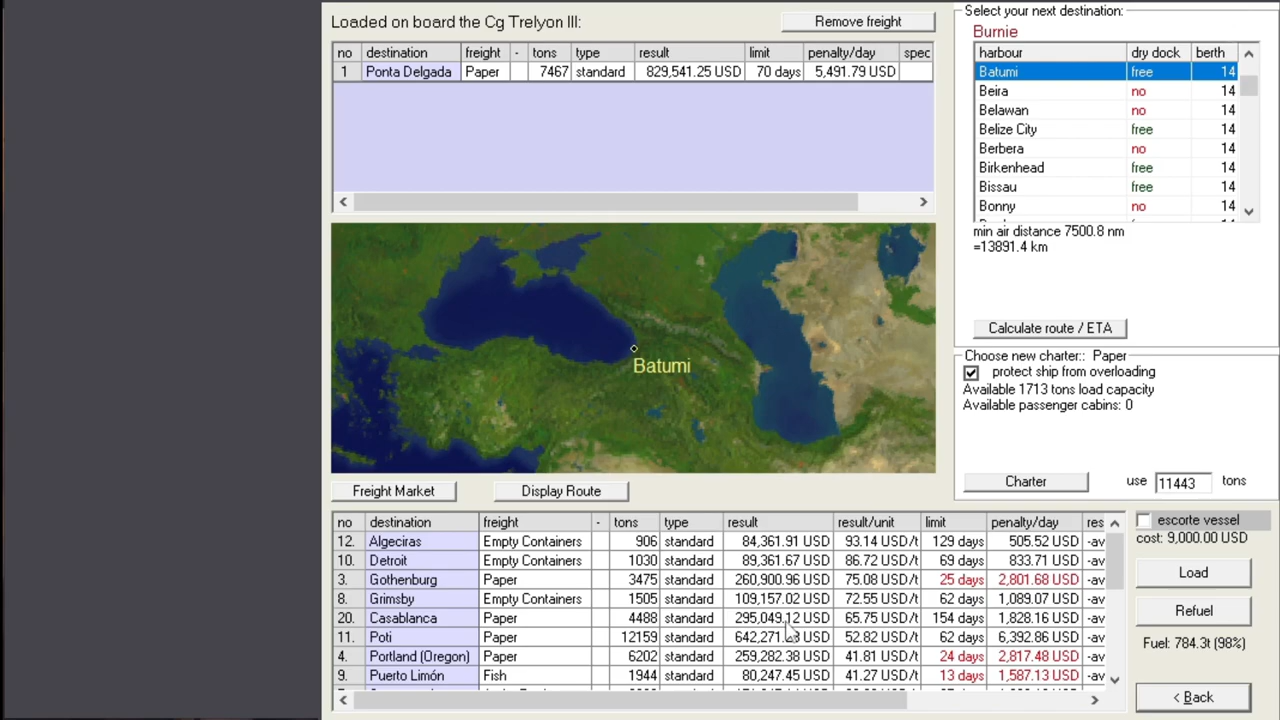 Loaded on board the Cg Trelyon III:
Remove freight
no destination freight - tons type result limit penalty/day spec
1 Ponta Delgada Paper 7467 standard 829,541.25 USD 70 days 5,491.79 USD
Batumi
Freight Market
Display Route
no destination freight - tons type result result/unit limit penalty/day res
12. Algeciras Empty Containers 906 standard 84,361.91 USD 93.14 USD/t 129 days 505.52 USD -av
10. Detroit Empty Containers 1030 standard 89,361.67 USD 86.72 USD/t 69 days 833.71 USD -av
3. Gothenburg Paper 3475 standard 260,900.96 USD 75.08 USD/t 25 days 2,801.68 USD -av
8. Grimsby Empty Containers 1505 standard 109,157.02 USD 72.55 USD/t 62 days 1,089.07 USD -av
20. Casablanca Paper 4488 standard 295,049.12 USD 65.75 USD/t 154 days 1,828.16 USD -av
11. Poti Paper 12159 standard USD 52.82 USD/t 62 days 6,392.86 USD -av
4. Portland (Oregon) Paper 6202 standard 259,282.38 USD 41.81 USD/t 24 days 2,817.48 USD -av
9. Puerto Limón Fish 1944 standard 80,247.45 USD 41.27 USD/t 13 days 1,587.13 USD -av
Select your next destination:
Burnie
harbour dry dock berth
Batumi free 14
Beira no 14
Belawan no 14
Belize City free 14
Berbera no 14
Birkenhead free 14
Bissau free 14
Bonny no 14
min air distance 7500.8 nm
=13891.4 km
Calculate route / ETA
Choose new charter:: Paper
protect ship from overloading
Available 1713 tons load capacity
Available passenger cabins: 0
Charter use 11443 tons
escorte vessel
cost: 9,000.00 USD
Load
Refuel
Fuel: 784.3t (98%)
< Back